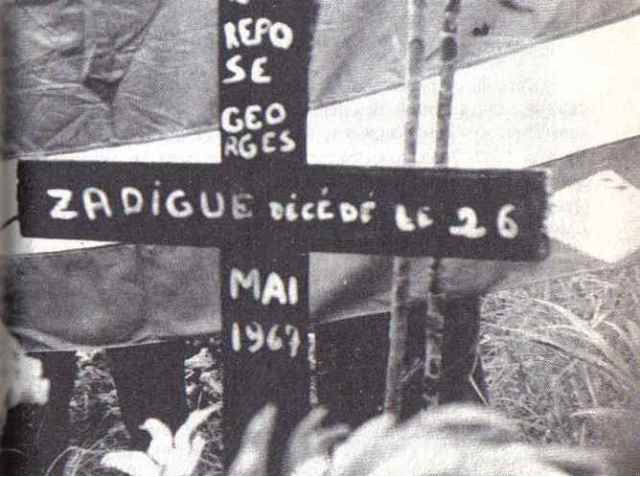 REPO
SE
GEO
RGES
ZADIGUE DÉCÉDÉ LE 26
MAI
1967